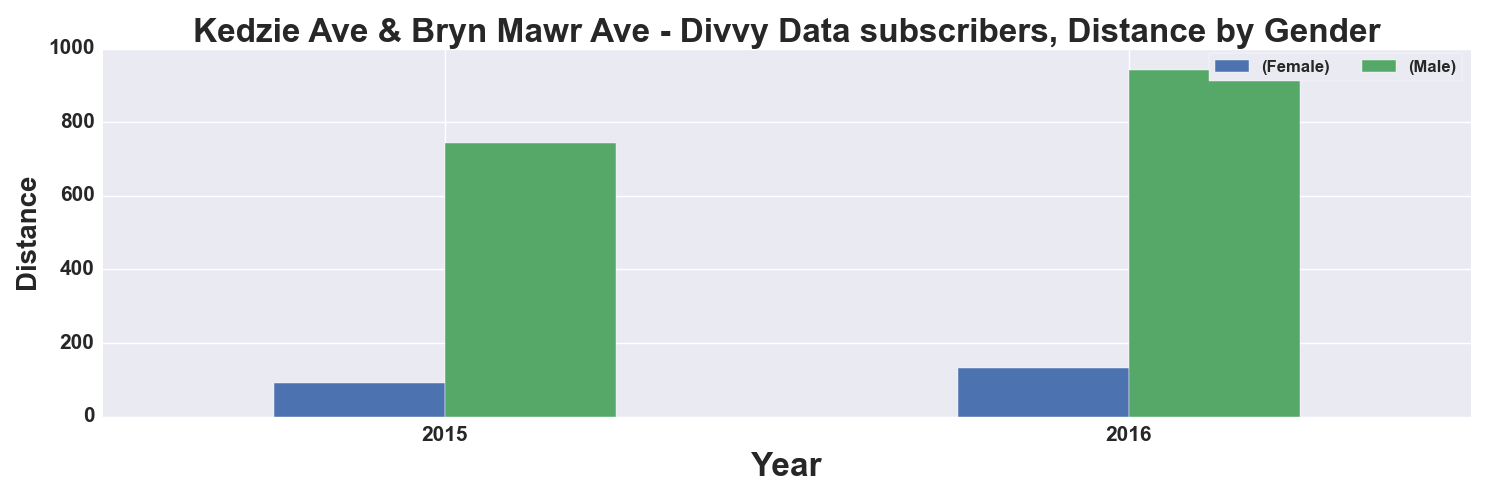 Kedzie Ave & Bryn Mawr Ave - Divvy Data subscribers, Distance by Gender
(Female) (Male)
Distance
1000
800
600
400
200
0
2015 2016
Year